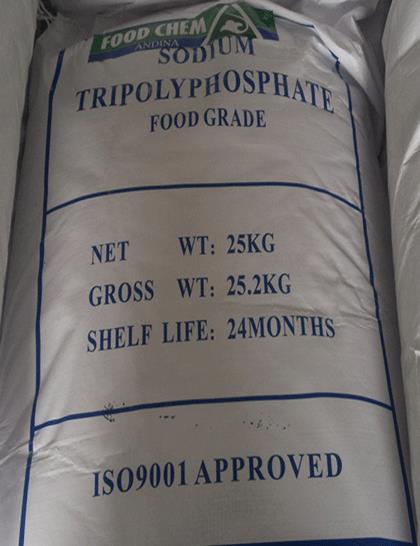 FOOD CHEM
ANDINA
SODIUM
TRIPOLYPHOSPHATE
FOOD GRADE
NET WT: 25KG
GROSS WT: 25.2KG
SHELF LIFE: 24MONTHS
ISO9001 APPROVED